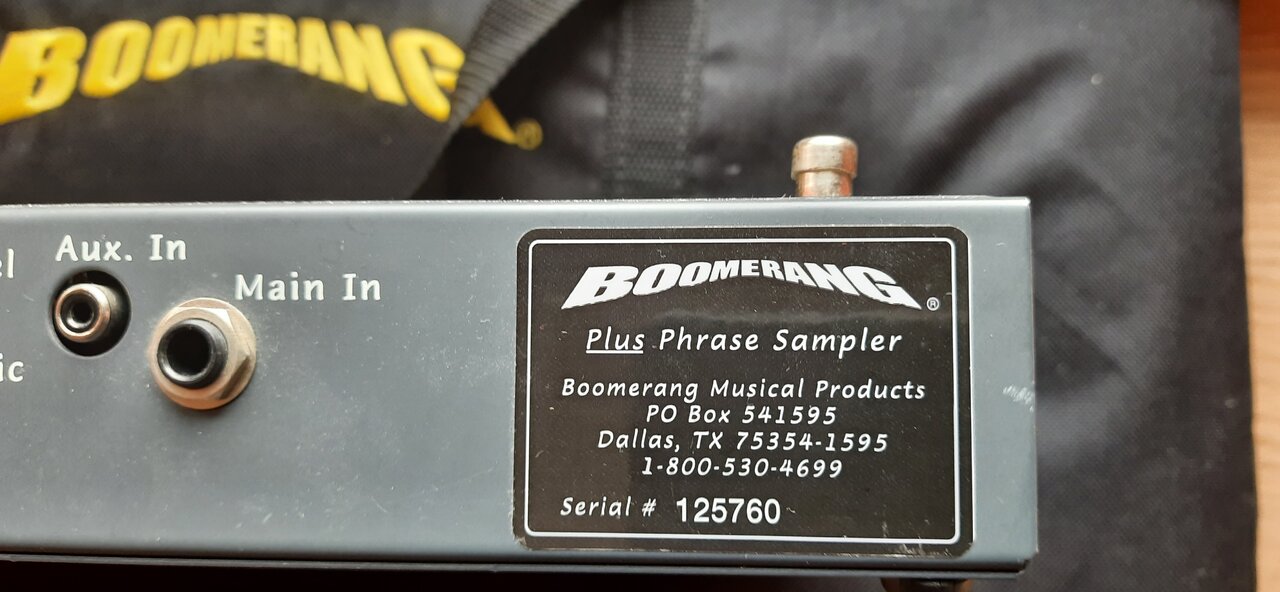 BOOMERANG®
Aux. In
Main In
BOOMERANG®
Plus Phrase Sampler
Boomerang Musical Products
PO Box 541595
Dallas, TX 75354-1595
1-800-530-4699
Serial # 125760